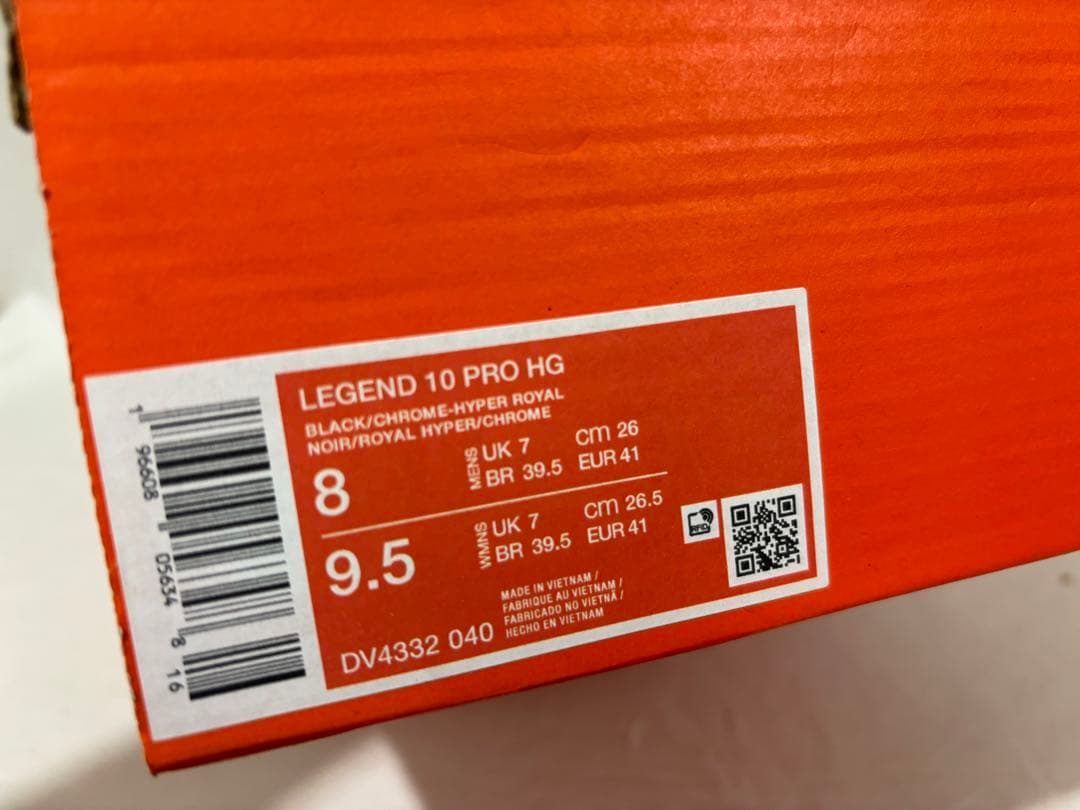 LEGEND 10 PRO HG
BLACK/CHROME-HYPER ROYAL
NOIR/ROYAL HYPER/CHROME
8 MENS UK 7 cm 26
BR 39.5 EUR 41
9.5 WMNS UK 7 cm 26.5
BR 39.5 EUR 41
RFID
MADE IN VIETNAM /
FABRIQUE AU VIETNAM /
FABRICADO NO VIETNÃ /
HECHO EN VIETNAM
DV4332 040
1 96608 05634 8 16